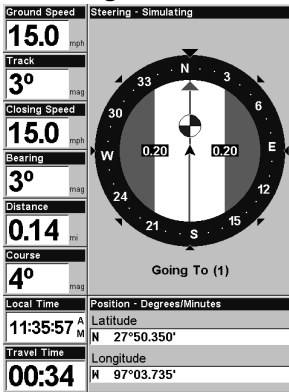 Ground Speed
15.0 mph
Track
3º mag
Closing Speed
15.0 mph
Bearing
3º mag
Distance
0.14 mi
Course
4º mag
Local Time
11:35:57 AM
Travel Time
00:34
Steering - Simulating
N
3
6
E
12
15
S
21
24
W
30
33
0.20 0.20
Going To (1)
Position - Degrees/Minutes
Latitude
N 27°50.350'
Longitude
W 97°03.735'